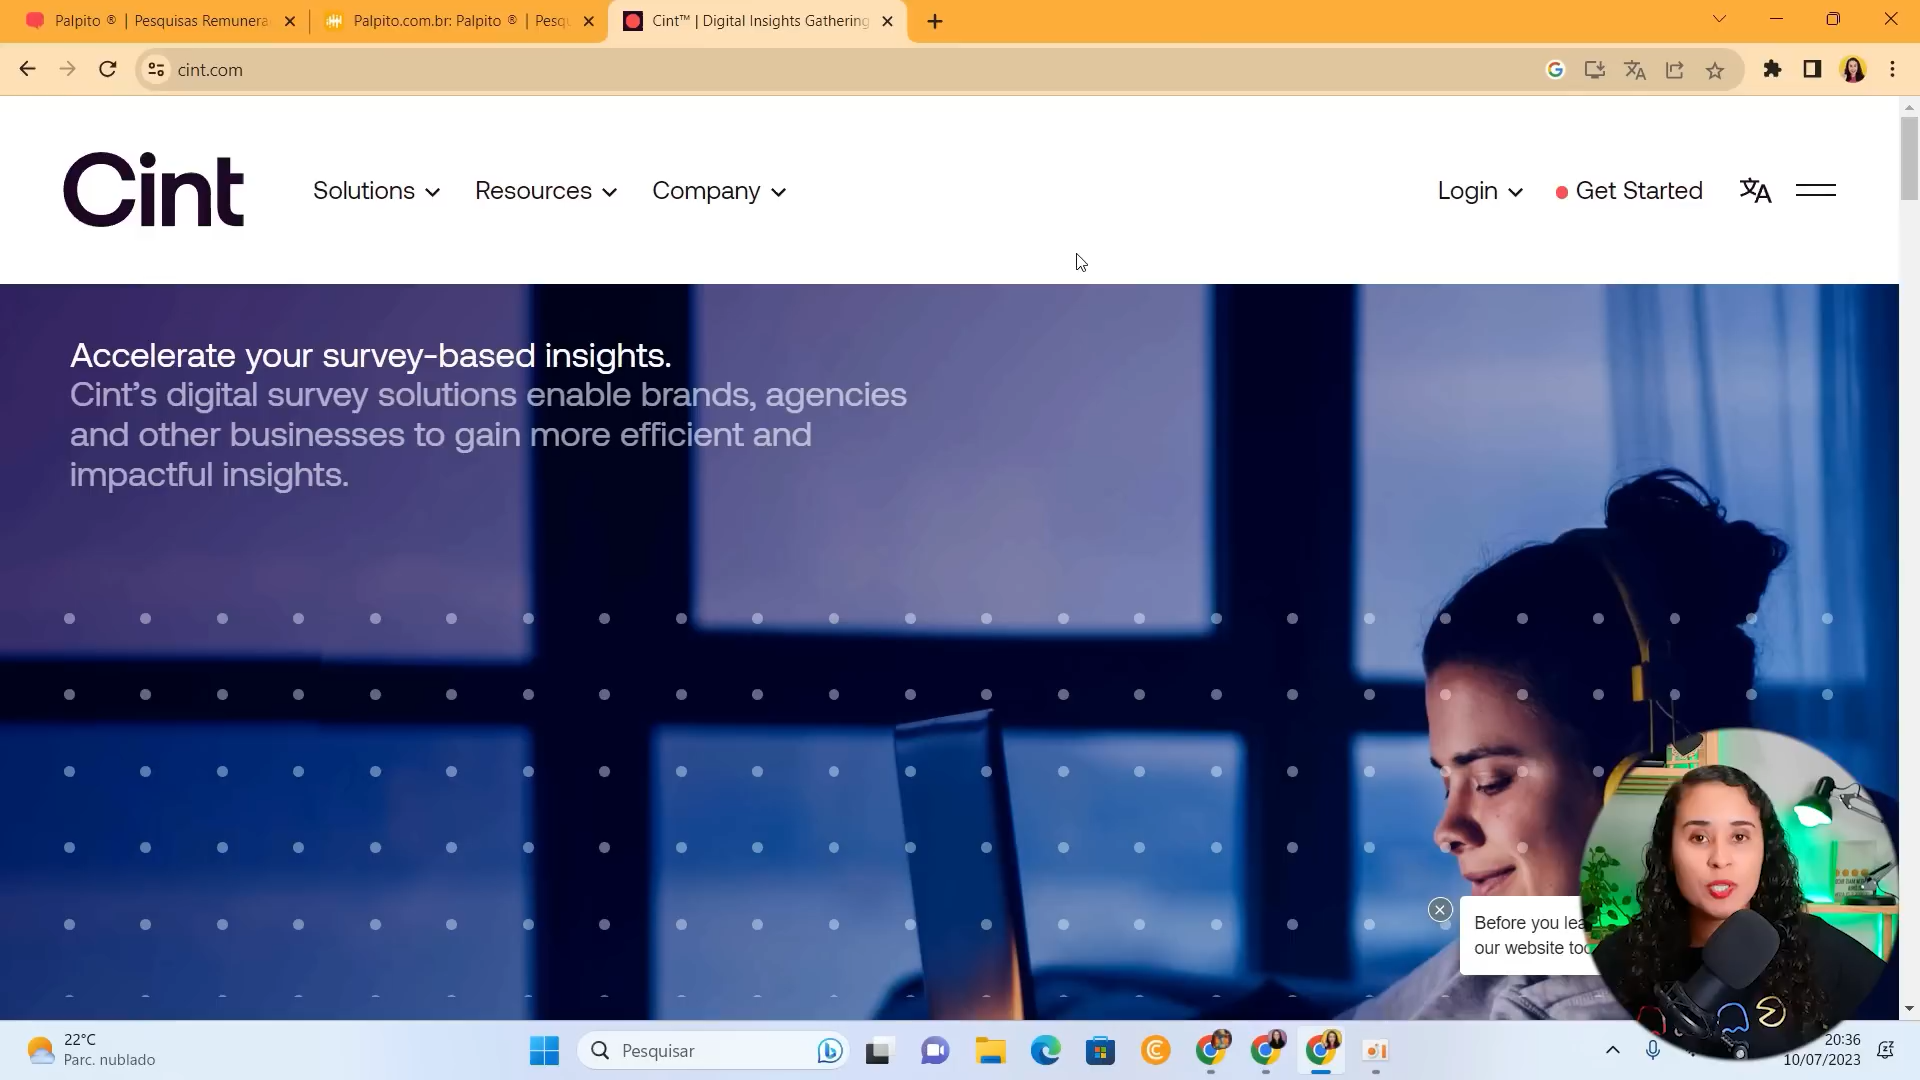 Palpito ® | Pesquisas Remunera
Palpito.com.br: Palpito ® | Pesqu
Cint™ | Digital Insights Gathering
cint.com
Cint
Solutions
Resources
Company
Login
Get Started
Accelerate your survey-based insights.
Cint’s digital survey solutions enable brands, agencies
and other businesses to gain more efficient and
impactful insights.
Before you lea
our website too
22°C
Parc. nublado
Pesquisar
20:36
10/07/2023